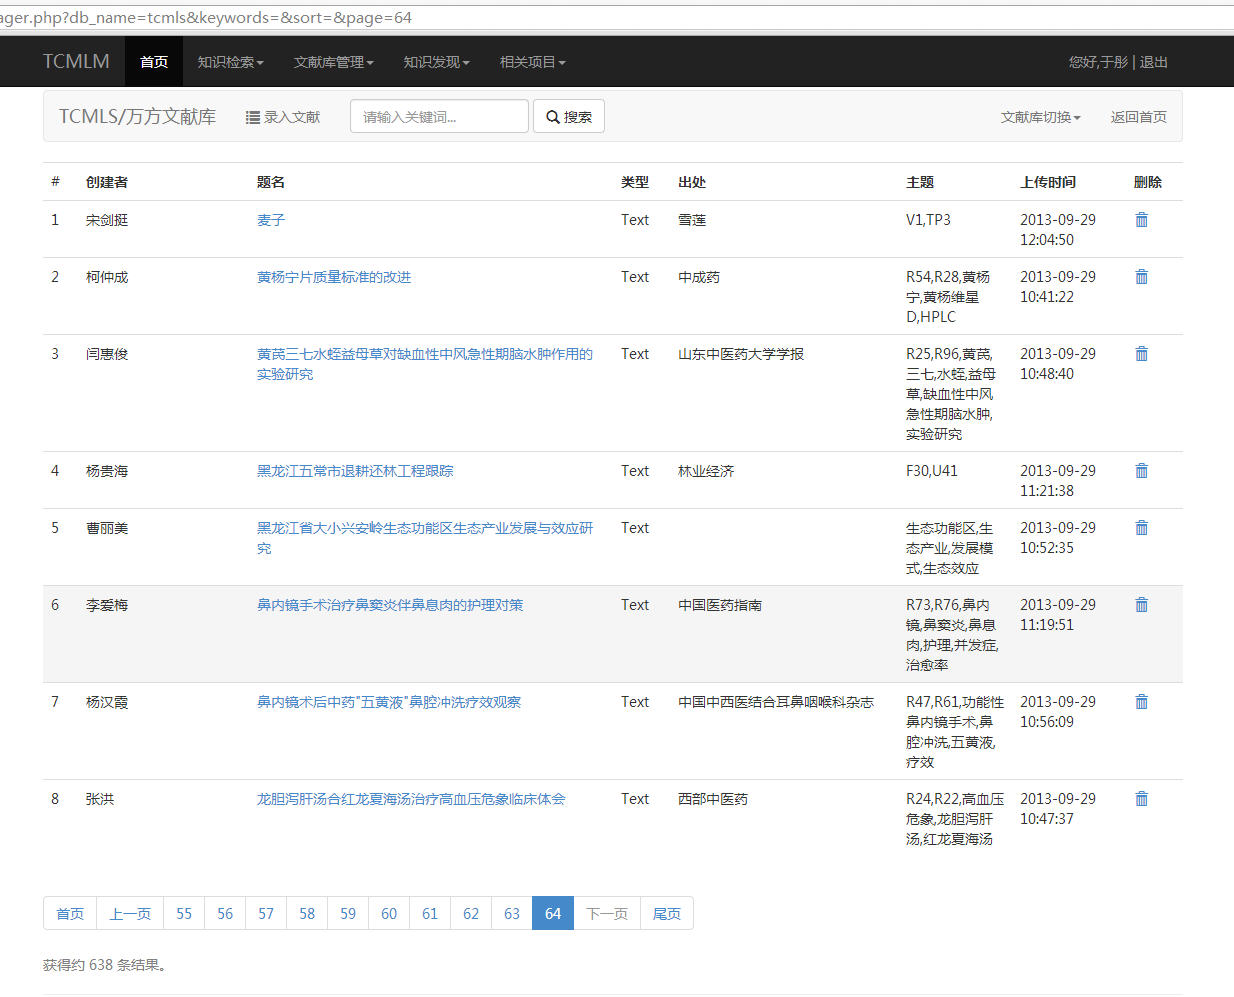 ager.php?db_name=tcmls&keywords=&sort=&page=64
TCMLM 首页 知识检索 文献库管理 知识发现 相关项目 您好,于彤 | 退出
TCMLS/万方文献库 录入文献 请输入关键词... 搜索 文献库切换 返回首页
# 创建者 题名 类型 出处 主题 上传时间 删除
1 宋剑挺 麦子 Text 雪莲 V1,TP3 2013-09-29
12:04:50
2 柯仲成 黄杨宁片质量标准的改进 Text 中成药 R54,R28,黄杨 2013-09-29
宁,黄杨维星 10:41:22
D,HPLC
3 闫惠俊 黄芪三七水蛭益母草对缺血性中风急性期脑水肿作用的 Text 山东中医药大学学报 R25,R96,黄芪, 2013-09-29
实验研究 三七,水蛭,益母 10:48:40
草,缺血性中风
急性期脑水肿,
实验研究
4 杨贵海 黑龙江五常市退耕还林工程跟踪 Text 林业经济 F30,U41 2013-09-29
11:21:38
5 曹丽美 黑龙江省大小兴安岭生态功能区生态产业发展与效应研 Text 生态功能区,生 2013-09-29
究 态产业,发展模 10:52:35
式,生态效应
6 李爱梅 鼻内镜手术治疗鼻窦炎伴鼻息肉的护理对策 Text 中国医药指南 R73,R76,鼻内 2013-09-29
镜,鼻窦炎,鼻息 11:19:51
肉,护理,并发症,
治愈率
7 杨汉霞 鼻内镜术后中药"五黄液"鼻腔冲洗疗效观察 Text 中国中西医结合耳鼻咽喉科杂志 R47,R61,功能性 2013-09-29
鼻内镜手术,鼻 10:56:09
腔冲洗,五黄液,
疗效
8 张洪 龙胆泻肝汤合红龙夏海汤治疗高血压危象临床体会 Text 西部中医药 R24,R22,高血压 2013-09-29
危象,龙胆泻肝 10:47:37
汤,红龙夏海汤
首页 上一页 55 56 57 58 59 60 61 62 63 64 下一页 尾页
获得约 638 条结果。